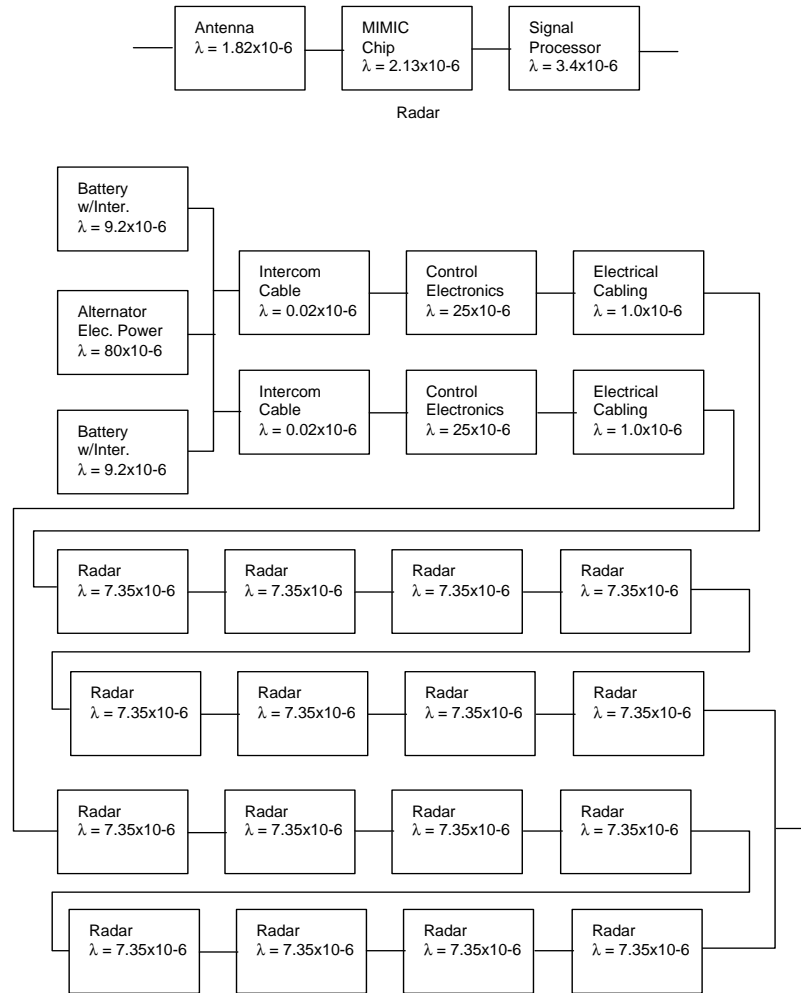 Antenna
λ = 1.82x10-6
MIMIC
Chip
λ = 2.13x10-6
Signal
Processor
λ = 3.4x10-6
Radar
Battery
w/Inter.
λ = 9.2x10-6
Alternator
Elec. Power
λ = 80x10-6
Battery
w/Inter.
λ = 9.2x10-6
Intercom
Cable
λ = 0.02x10-6
Control
Electronics
λ = 25x10-6
Electrical
Cabling
λ = 1.0x10-6
Intercom
Cable
λ = 0.02x10-6
Control
Electronics
λ = 25x10-6
Electrical
Cabling
λ = 1.0x10-6
Radar
λ = 7.35x10-6
Radar
λ = 7.35x10-6
Radar
λ = 7.35x10-6
Radar
λ = 7.35x10-6
Radar
λ = 7.35x10-6
Radar
λ = 7.35x10-6
Radar
λ = 7.35x10-6
Radar
λ = 7.35x10-6
Radar
λ = 7.35x10-6
Radar
λ = 7.35x10-6
Radar
λ = 7.35x10-6
Radar
λ = 7.35x10-6
Radar
λ = 7.35x10-6
Radar
λ = 7.35x10-6
Radar
λ = 7.35x10-6
Radar
λ = 7.35x10-6